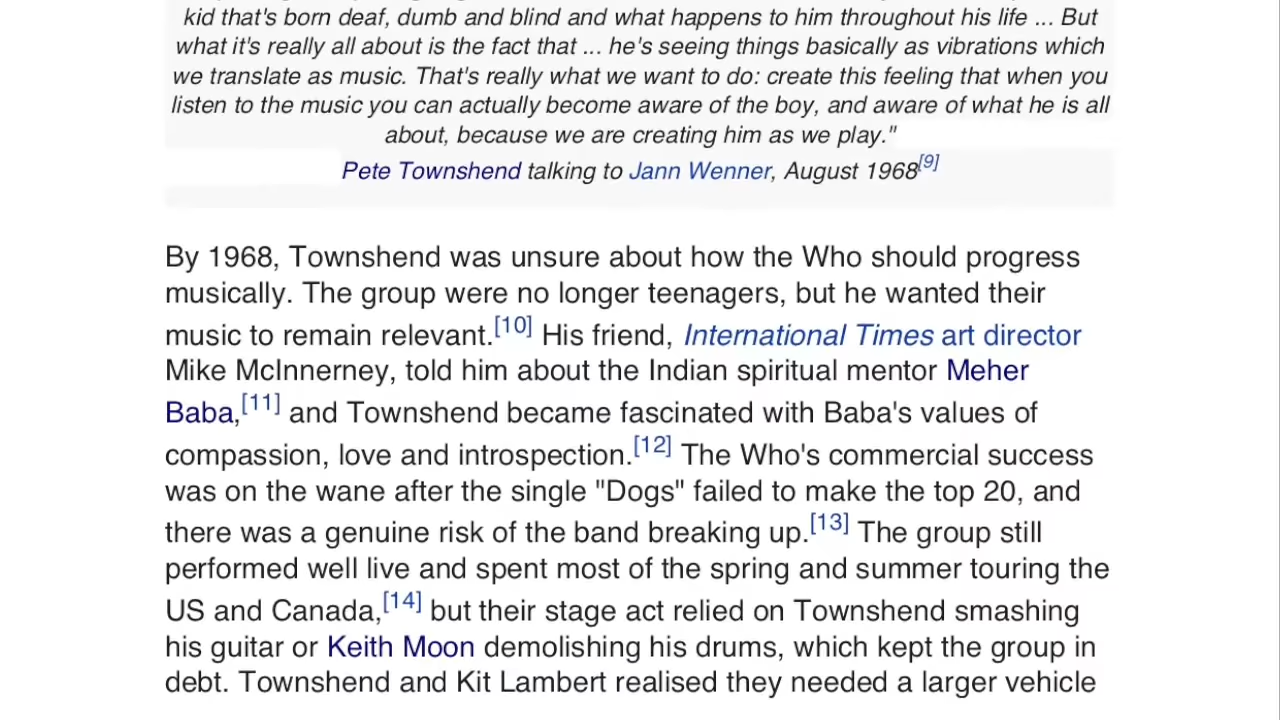 kid that's born deaf, dumb and blind and what happens to him throughout his life ... But
what it's really all about is the fact that ... he's seeing things basically as vibrations which
we translate as music. That's really what we want to do: create this feeling that when you
listen to the music you can actually become aware of the boy, and aware of what he is all
about, because we are creating him as we play."
Pete Townshend talking to Jann Wenner, August 1968[9]
By 1968, Townshend was unsure about how the Who should progress
musically. The group were no longer teenagers, but he wanted their
music to remain relevant.[10] His friend, International Times art director
Mike McInnerney, told him about the Indian spiritual mentor Meher
Baba,[11] and Townshend became fascinated with Baba's values of
compassion, love and introspection.[12] The Who's commercial success
was on the wane after the single "Dogs" failed to make the top 20, and
there was a genuine risk of the band breaking up.[13] The group still
performed well live and spent most of the spring and summer touring the
US and Canada,[14] but their stage act relied on Townshend smashing
his guitar or Keith Moon demolishing his drums, which kept the group in
debt. Townshend and Kit Lambert realised they needed a larger vehicle